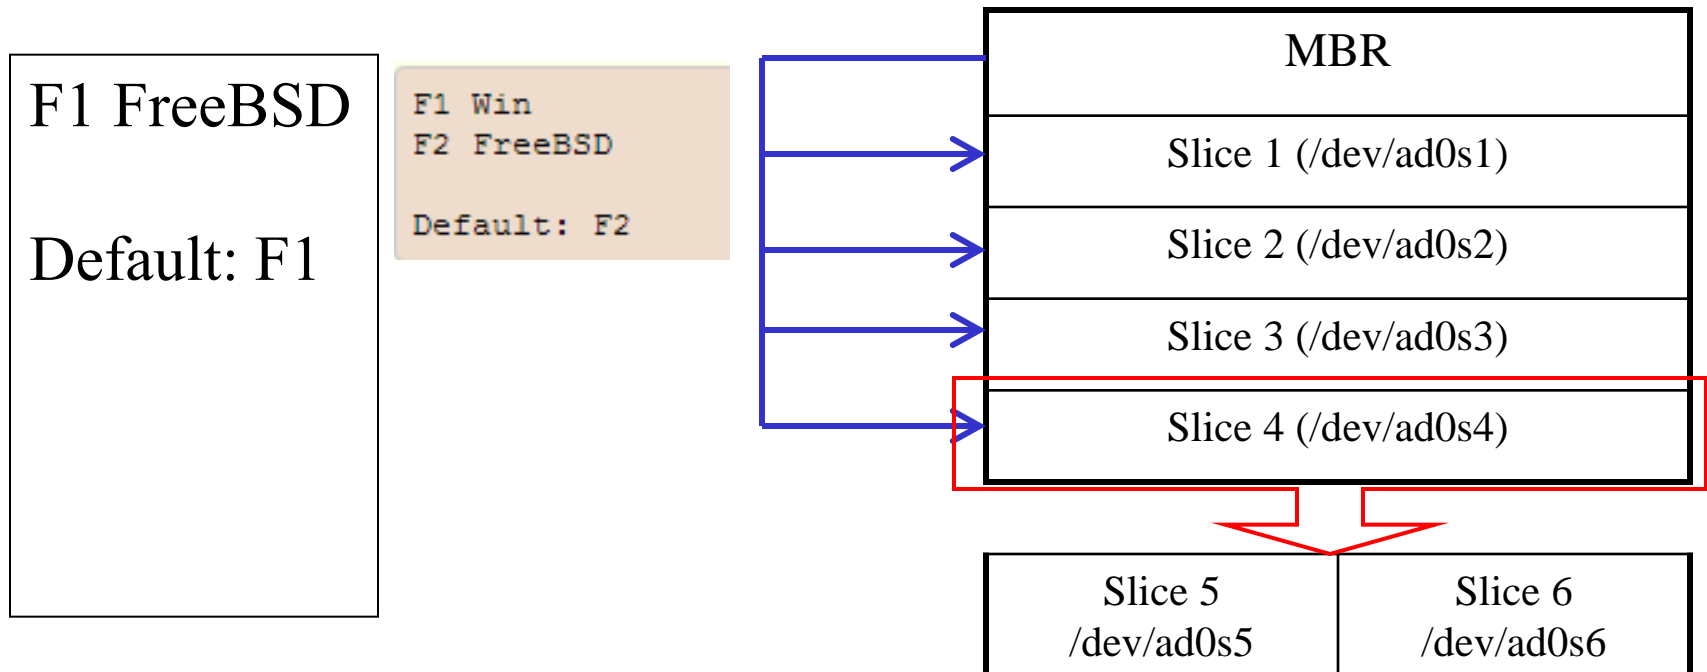 F1 FreeBSD
Default: F1
F1 Win
F2 FreeBSD
Default: F2
MBR
Slice 1 (/dev/ad0s1)
Slice 2 (/dev/ad0s2)
Slice 3 (/dev/ad0s3)
Slice 4 (/dev/ad0s4)
Slice 5
/dev/ad0s5
Slice 6
/dev/ad0s6